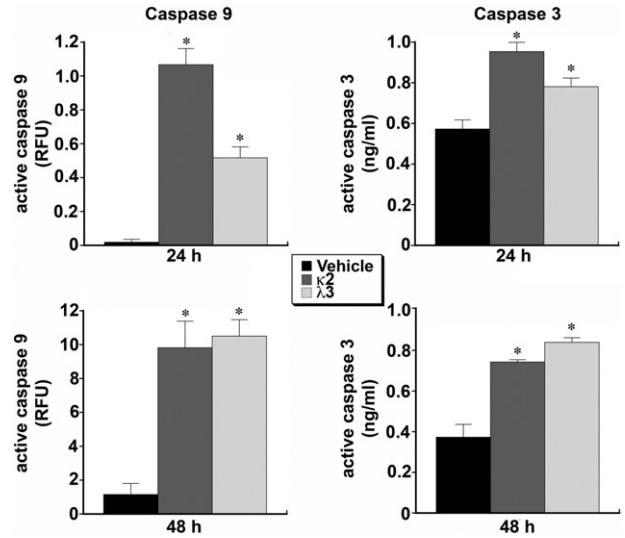 Caspase 9
active caspase 9
(RFU)
1.2
1.0
0.8
0.6
0.4
0.2
0
*
*
24 h
Caspase 3
active caspase 3
(ng/ml)
1.0
0.8
0.6
0.4
0.2
0
*
*
24 h
Vehicle
κ2
λ3
active caspase 9
(RFU)
12
10
8
6
4
2
0
*
*
48 h
active caspase 3
(ng/ml)
1.0
0.8
0.6
0.4
0.2
0
*
*
48 h